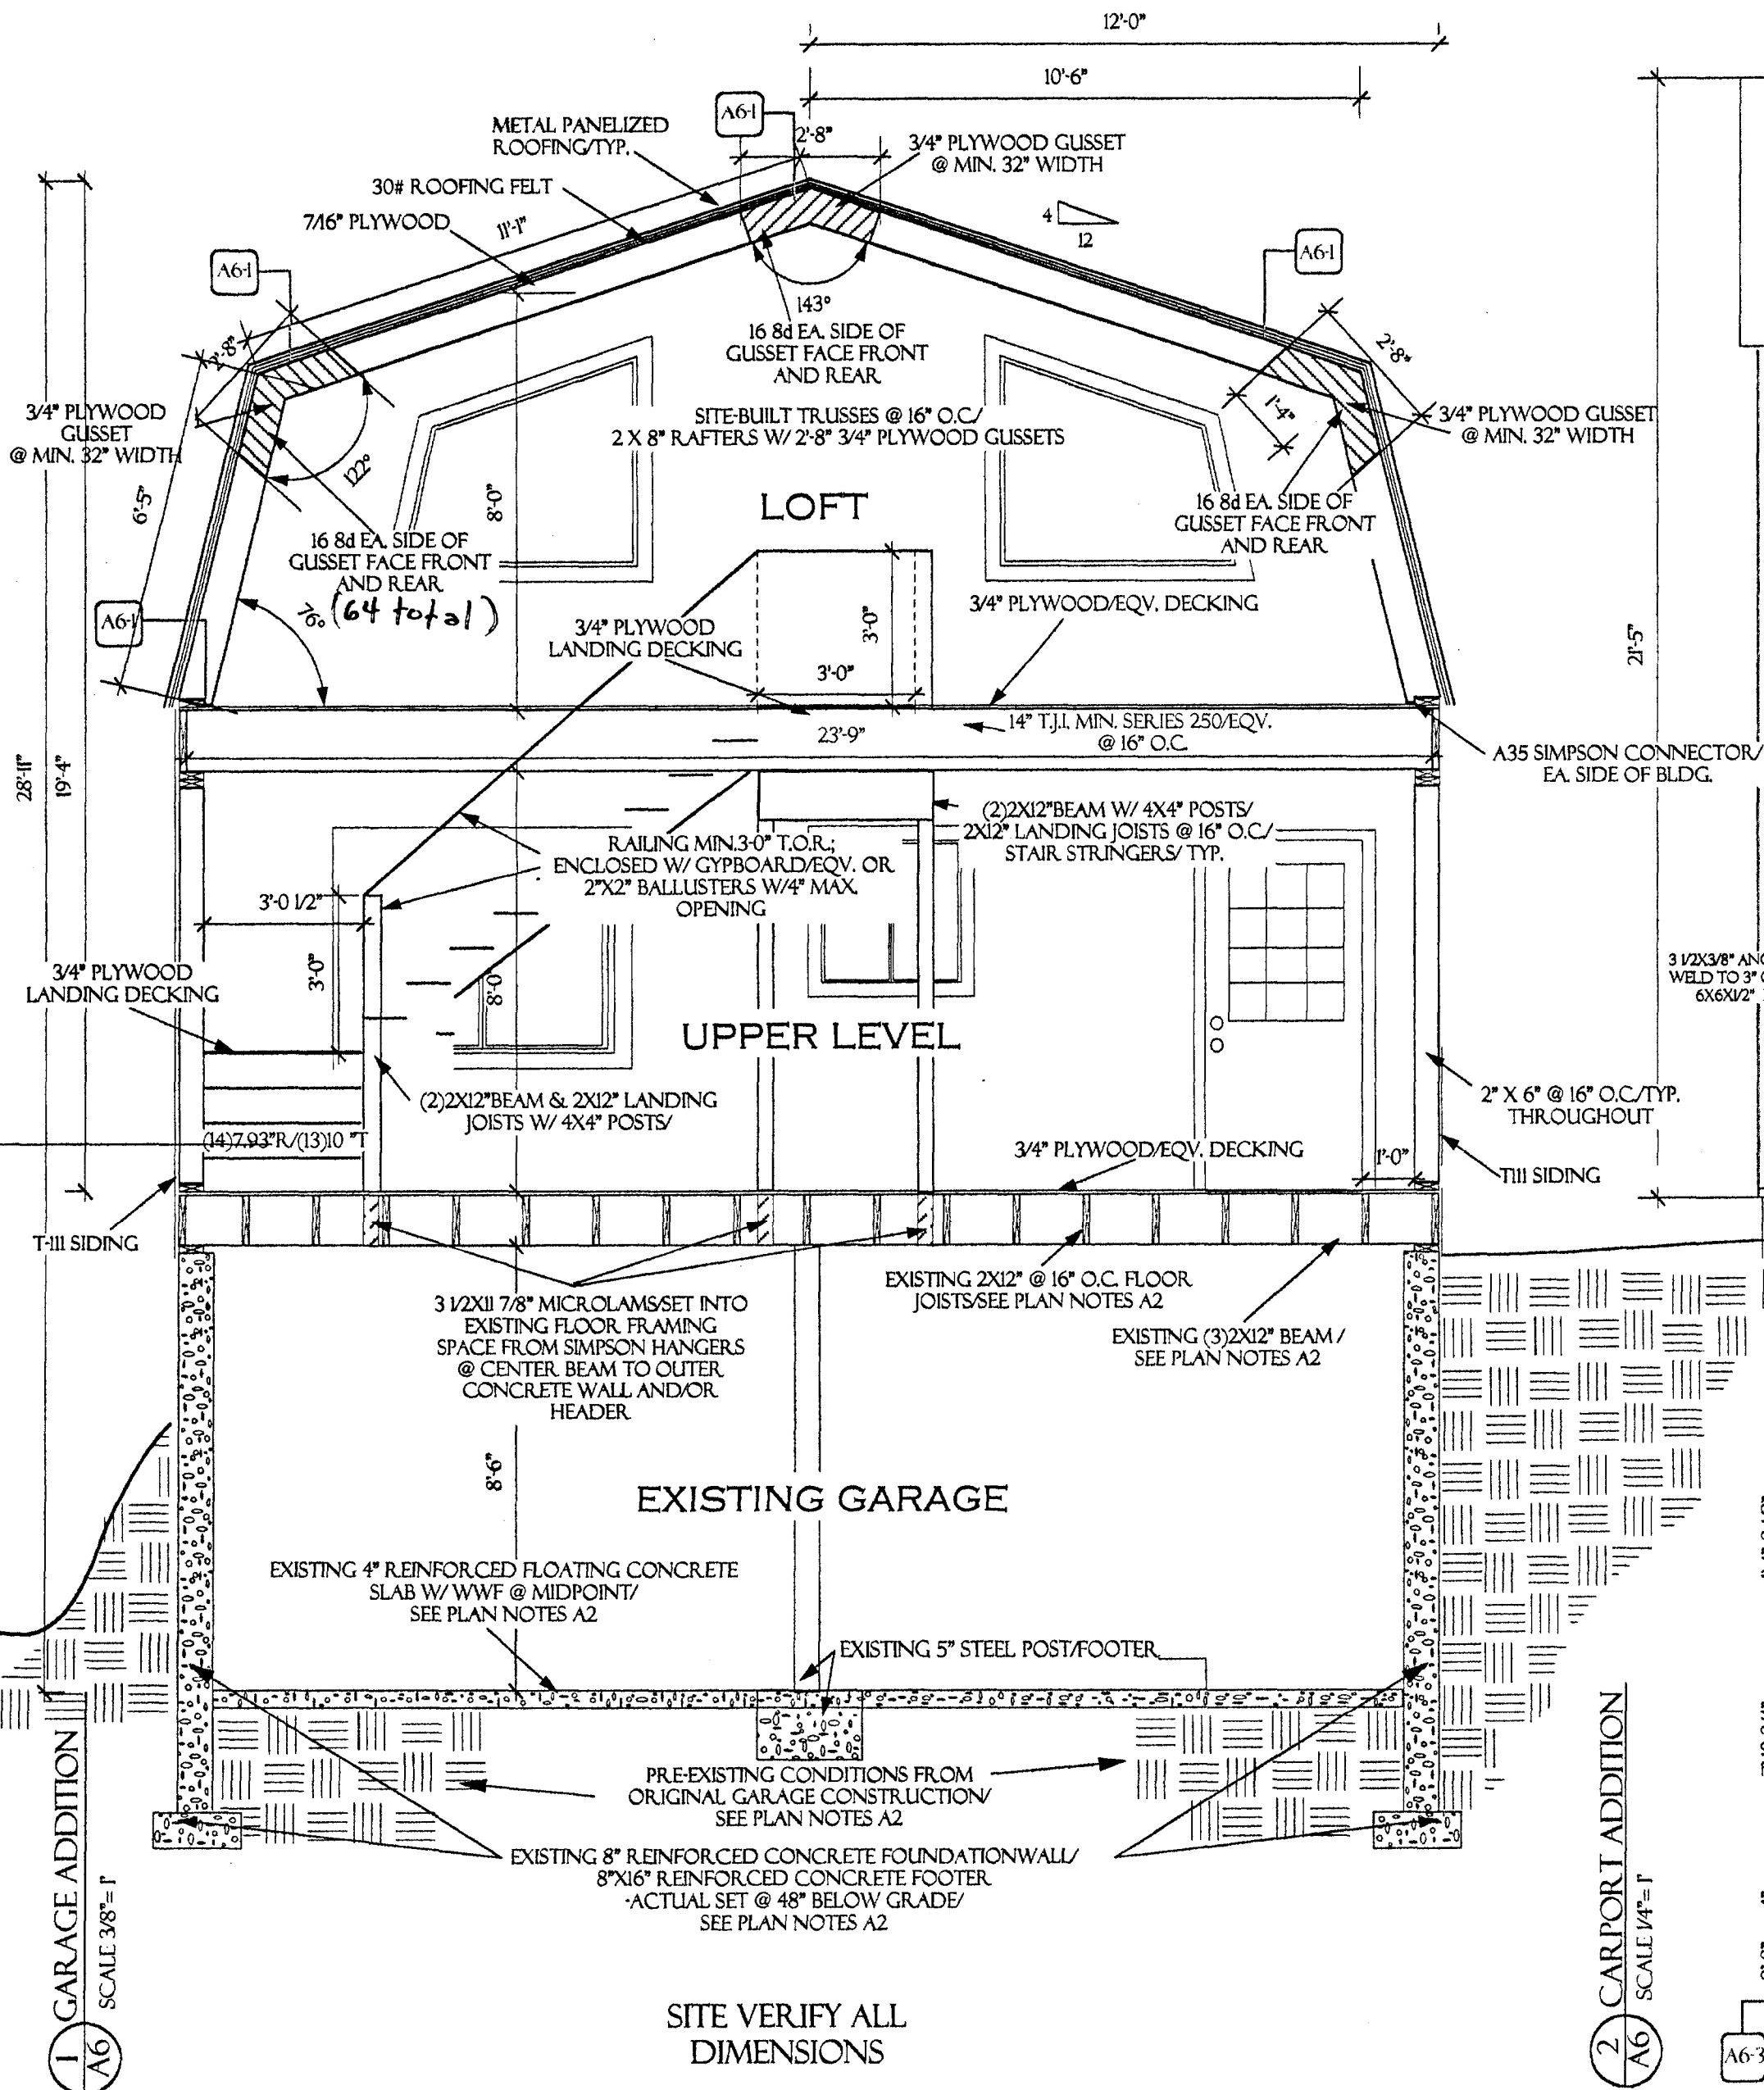 12'-0"
10'-6"
A6-1
2'-8"
METAL PANELIZED
ROOFING/TYP.
3/4" PLYWOOD GUSSET
@ MIN. 32" WIDTH
30# ROOFING FELT
7/16" PLYWOOD
11'-1"
4
12
A6-1
A6-1
143°
16 8d EA. SIDE OF
GUSSET FACE FRONT
AND REAR
2'-8"
2'-8"
1'-4"
3/4" PLYWOOD
GUSSET
@ MIN. 32" WIDTH
SITE-BUILT TRUSSES @ 16" O.C./
2 X 8" RAFTERS W/ 2'-8" 3/4" PLYWOOD GUSSETS
3/4" PLYWOOD GUSSET
@ MIN. 32" WIDTH
122°
6'-5"
8'-0"
LOFT
16 8d EA. SIDE OF
GUSSET FACE FRONT
AND REAR
16 8d EA. SIDE OF
GUSSET FACE FRONT
AND REAR
76°
(64 total)
A6-1
3/4" PLYWOOD
LANDING DECKING
3'-0"
3'-0"
3/4" PLYWOOD/EQV. DECKING
21'-5"
28'-11"
19'-4"
23'-9"
14" T.J.I. MIN. SERIES 250/EQV.
@ 16" O.C.
A35 SIMPSON CONNECTOR/
EA. SIDE OF BLDG.
(2)2X12"BEAM W/ 4X4" POSTS/
2X12" LANDING JOISTS @ 16" O.C./
STAIR STRINGERS/ TYP.
RAILING MIN.3-0" T.O.R.;
ENCLOSED W/ GYPBOARD/EQV. OR
2"X2" BALLUSTERS W/4" MAX.
OPENING
3'-0 1/2"
3'-0"
8'-0
3/4" PLYWOOD
LANDING DECKING
3 1/2X3/8" ANG
WELD TO 3"
6X6X1/2"
UPPER LEVEL
(2)2X12"BEAM & 2X12" LANDING
JOISTS W/ 4X4" POSTS/
2" X 6" @ 16" O.C./TYP.
THROUGHOUT
(14)7.93"R/(13)10 "T
3/4" PLYWOOD/EQV. DECKING
1'-0"
T111 SIDING
T-111 SIDING
3 1/2X11 7/8" MICROLAMS/SET INTO
EXISTING FLOOR FRAMING
SPACE FROM SIMPSON HANGERS
@ CENTER BEAM TO OUTER
CONCRETE WALL AND/OR
HEADER
EXISTING 2X12" @ 16" O.C. FLOOR
JOISTS/SEE PLAN NOTES A2
EXISTING (3)2X12" BEAM /
SEE PLAN NOTES A2
8'-6"
EXISTING GARAGE
EXISTING 4" REINFORCED FLOATING CONCRETE
SLAB W/ WWF @ MIDPOINT/
SEE PLAN NOTES A2
EXISTING 5" STEEL POST/FOOTER
PRE-EXISTING CONDITIONS FROM
ORIGINAL GARAGE CONSTRUCTION/
SEE PLAN NOTES A2
EXISTING 8" REINFORCED CONCRETE FOUNDATIONWALL/
8"X16" REINFORCED CONCRETE FOOTER
-ACTUAL SET @ 48" BELOW GRADE/
SEE PLAN NOTES A2
1
A6
GARAGE ADDITION
SCALE 3/8"= 1'
SITE VERIFY ALL
DIMENSIONS
2
A6
CARPORT ADDITION
SCALE 1/4"= 1'
A6-3